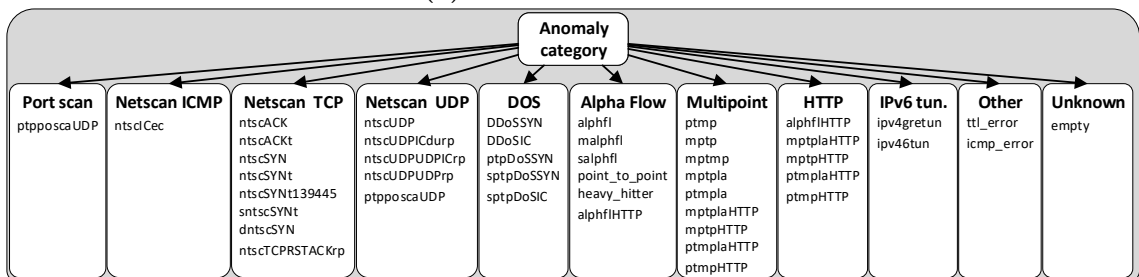 Anomaly
category
Port scan
ptpposcaUDP
Netscan ICMP
ntscICec
Netscan TCP
ntscACK
ntscACKt
ntscSYN
ntscSYNt
ntscSYNt139445
sntscSYNt
dntscSYN
ntscTCPRSTACKrp
Netscan UDP
ntscUDP
ntscUDPICdurp
ntscUDPUDPICrp
ntscUDPUDPrp
ptpposcaUDP
DOS
DDoSSYN
DDoSIC
ptpDoSSYN
sptpDoSSYN
sptpDoSIC
Alpha Flow
alphfl
malphfl
salphfl
point_to_point
heavy_hitter
alphflHTTP
Multipoint
ptmp
mptp
mptmp
mptpla
ptmpla
mptplaHTTP
mptpHTTP
ptmplaHTTP
ptmpHTTP
HTTP
alphflHTTP
mptplaHTTP
mptpHTTP
ptmplaHTTP
ptmpHTTP
IPv6 tun.
ipv4gretun
ipv46tun
Other
ttl_error
icmp_error
Unknown
empty